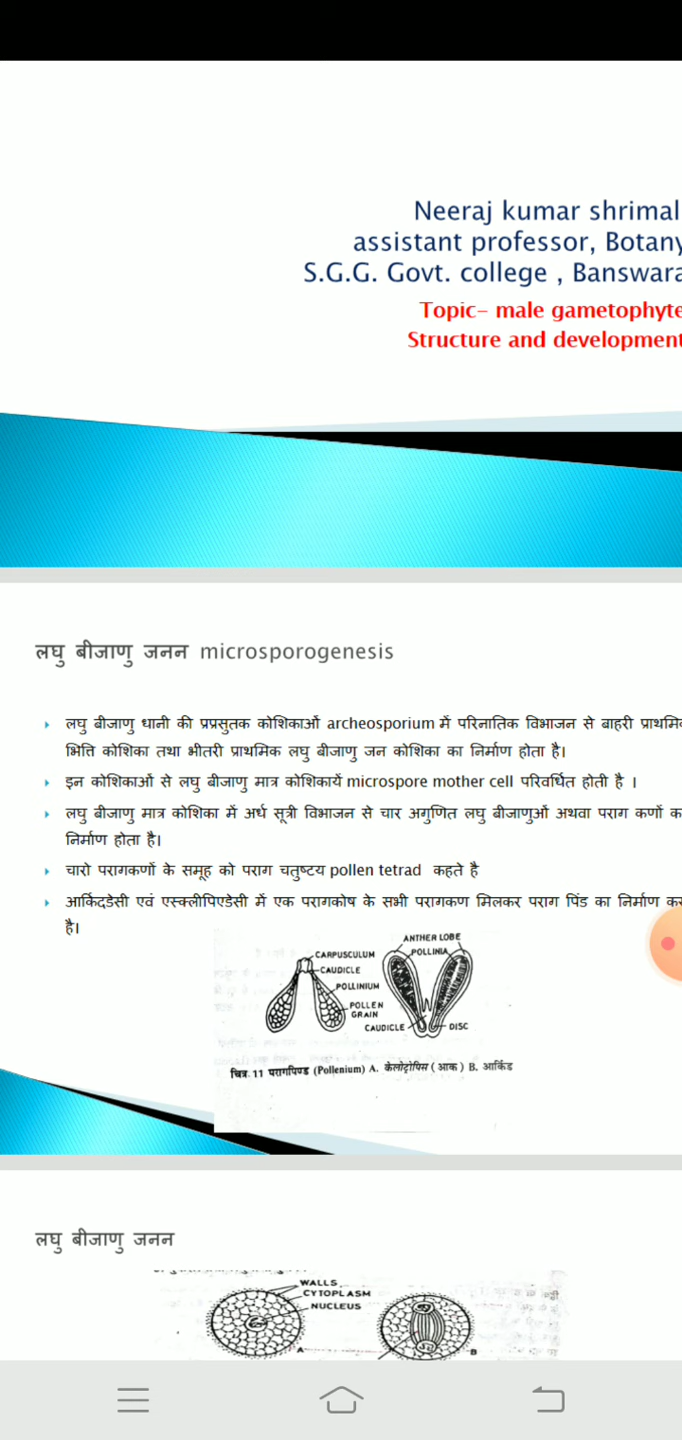 Neeraj kumar shrimal
assistant professor, Botany
S.G.G. Govt. college , Banswara
Topic– male gametophyte
Structure and development
लघु बीजाणु जनन microsporogenesis
लघु बीजाणु धानी की प्रप्रसुतक कोशिकाओं archeosporium में परिनातिक विभाजन से बाहरी प्राथमि
भित्ति कोशिका तथा भीतरी प्राथमिक लघु बीजाणु जन कोशिका का निर्माण होता है।
इन कोशिकाओं से लघु बीजाणु मात्र कोशिकायें microspore mother cell परिवर्धित होती है ।
लघु बीजाणु मात्र कोशिका में अर्ध सूत्री विभाजन से चार अगुणित लघु बीजाणुओं अथवा पराग कणों का
निर्माण होता है।
चारो परागकणों के समूह को पराग चतुष्टय pollen tetrad कहते है
आर्किदडेसी एवं एस्क्लीपिएडेसी में एक परागकोष के सभी परागकण मिलकर पराग पिंड का निर्माण कर
है।
ANTHER LOBE
CARPUSCULUM
POLLINIA
CAUDICLE
POLLINIUM
POLLEN
GRAIN
CAUDICLE
DISC
चित्र. 11 परागपिण्ड (Pollenium) A. केलोट्रोपिस ( आक ) B. आर्किड
लघु बीजाणु जनन
WALLS
CYTOPLASM
NUCLEUS
A
B